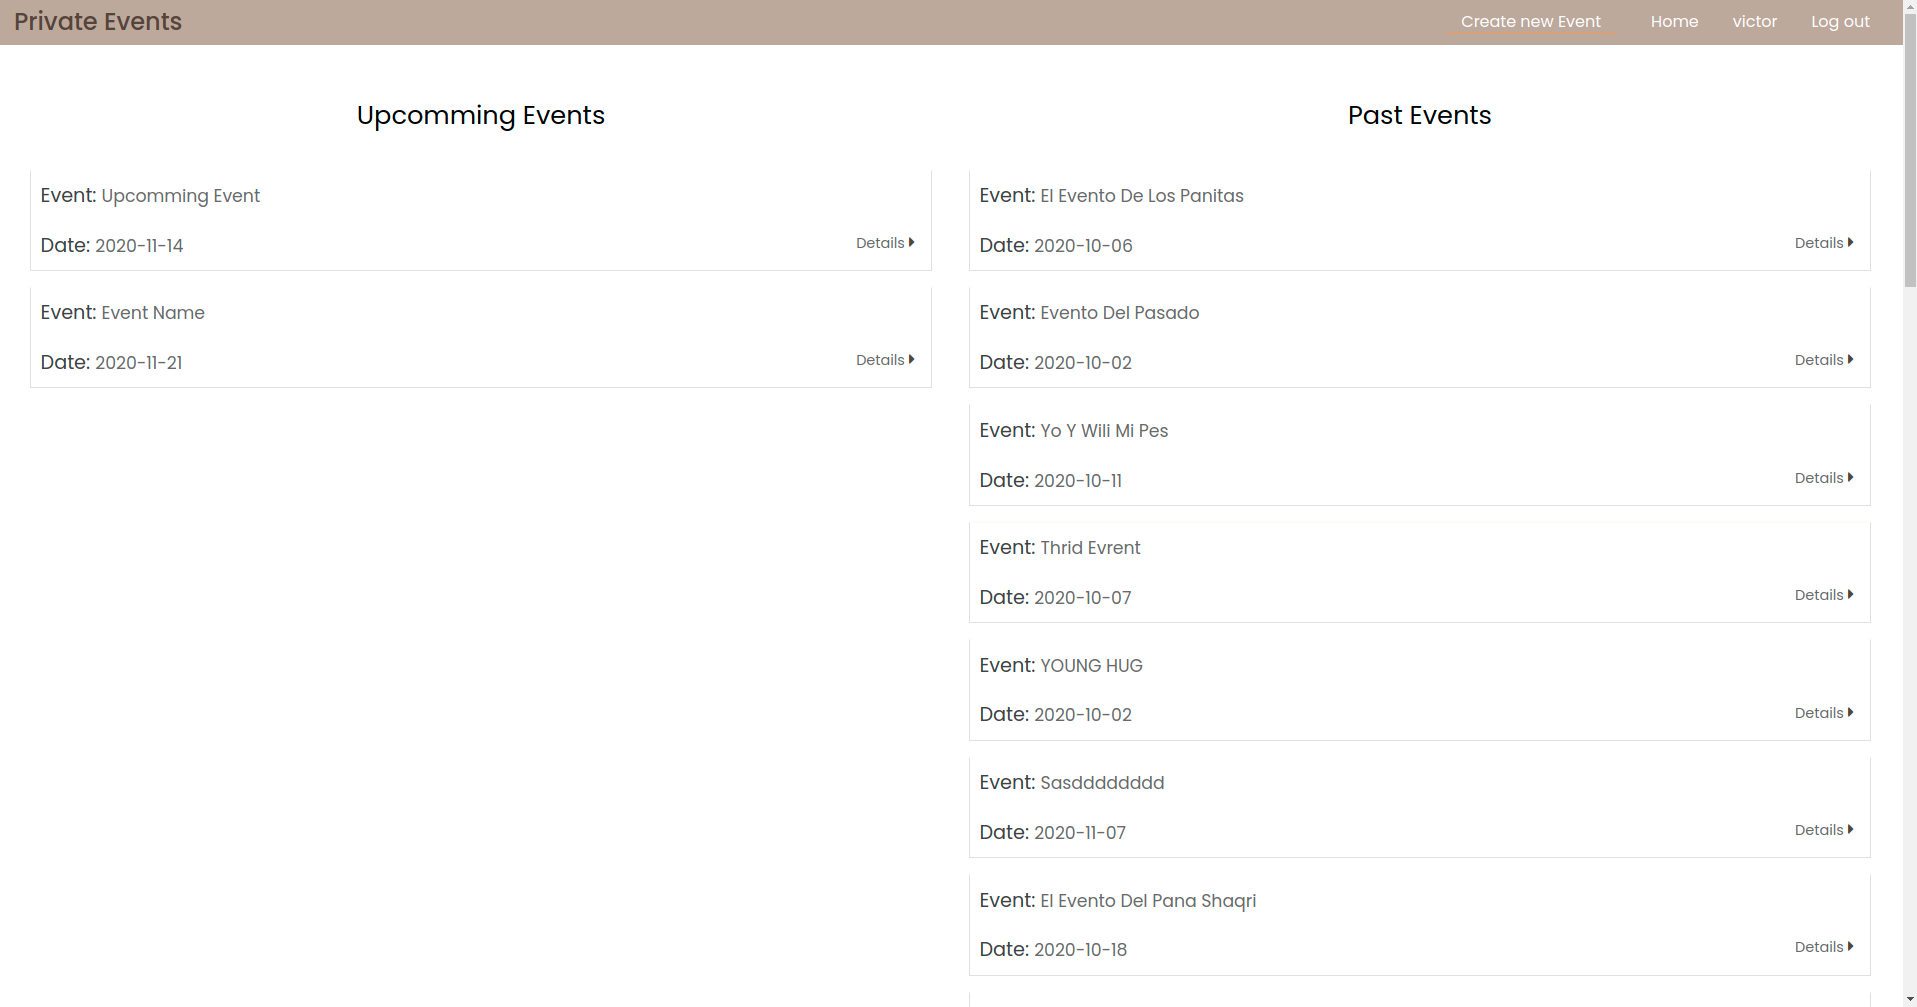 Private Events
Create new Event Home victor Log out
Upcomming Events
Event: Upcomming Event
Date: 2020-11-14 Details
Event: Event Name
Date: 2020-11-21 Details
Past Events
Event: El Evento De Los Panitas
Date: 2020-10-06 Details
Event: Evento Del Pasado
Date: 2020-10-02 Details
Event: Yo Y Wili Mi Pes
Date: 2020-10-11 Details
Event: Thrid Evrent
Date: 2020-10-07 Details
Event: YOUNG HUG
Date: 2020-10-02 Details
Event: Sasdddddddd
Date: 2020-11-07 Details
Event: El Evento Del Pana Shaqri
Date: 2020-10-18 Details